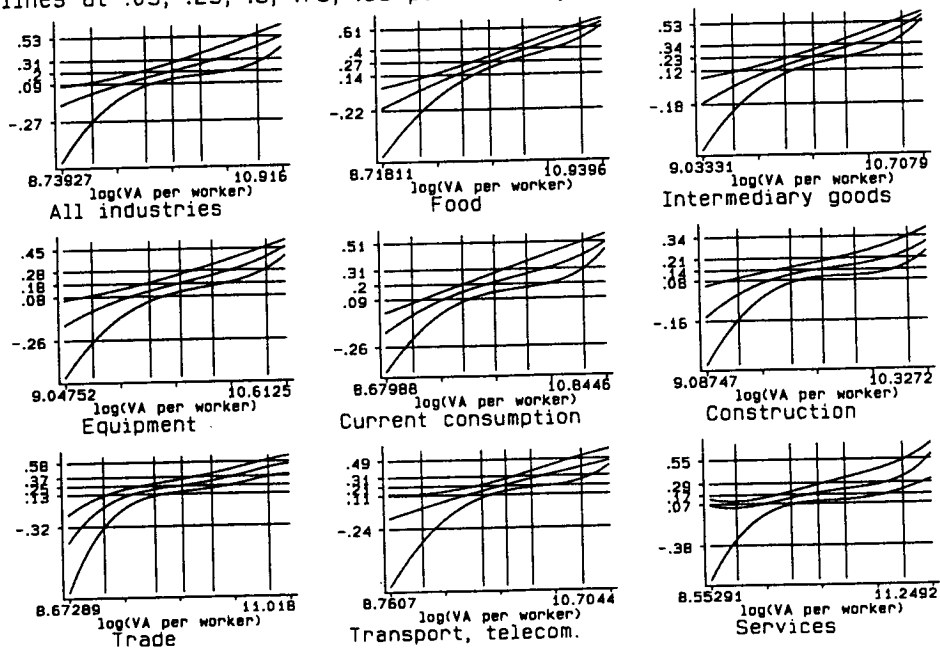 lines at .05, .25,
.53
.31
.2
.09
-.27
8.73927 10.916
log(VA per worker)
All industries
.61
.4
.27
.14
-.22
8.71811 10.9396
log(VA per worker)
Food
.53
.34
.23
.12
-.18
9.03331 10.7079
log(VA per worker)
Intermediary goods
.45
.28
.18
.08
-.26
9.04752 10.6125
log(VA per worker)
Equipment
.51
.31
.2
.09
-.26
8.67988 10.8446
log(VA per worker)
Current consumption
.34
.21
.14
.08
-.16
9.08747 10.3272
log(VA per worker)
Construction
.58
.37
.13
-.32
8.67289 11.018
log(VA per worker)
Trade
.49
.31
.21
.11
-.24
8.7607 10.7044
log(VA per worker)
Transport, telecom.
.55
.29
.17
.07
-.38
8.55291 11.2492
log(VA per worker)
Services